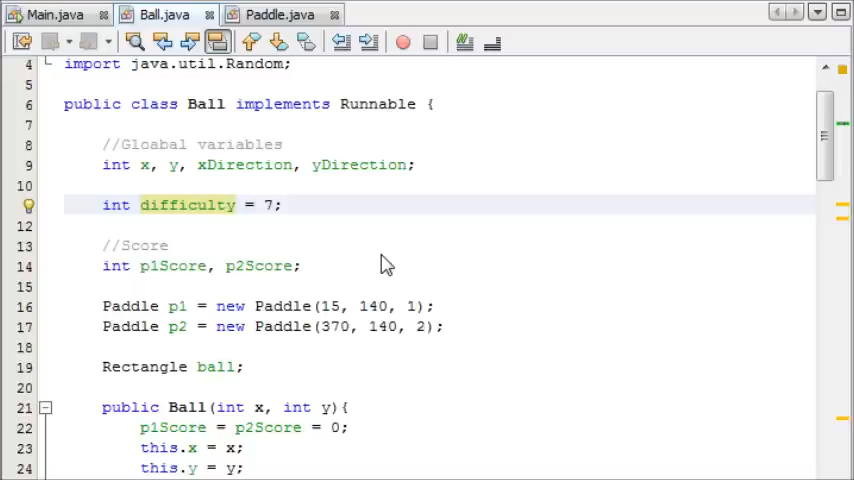 Main.java
Ball.java
Paddle.java
4 import java.util.Random;
5
6 public class Ball implements Runnable {
7
8 //Gloabal variables
9 int x, y, xDirection, yDirection;
10
int difficulty = 7;
12
13 //Score
14 int p1Score, p2Score;
15
16 Paddle p1 = new Paddle(15, 140, 1);
17 Paddle p2 = new Paddle(370, 140, 2);
18
19 Rectangle ball;
20
21 public Ball(int x, int y){
22 p1Score = p2Score = 0;
23 this.x = x;
24 this.y = y;